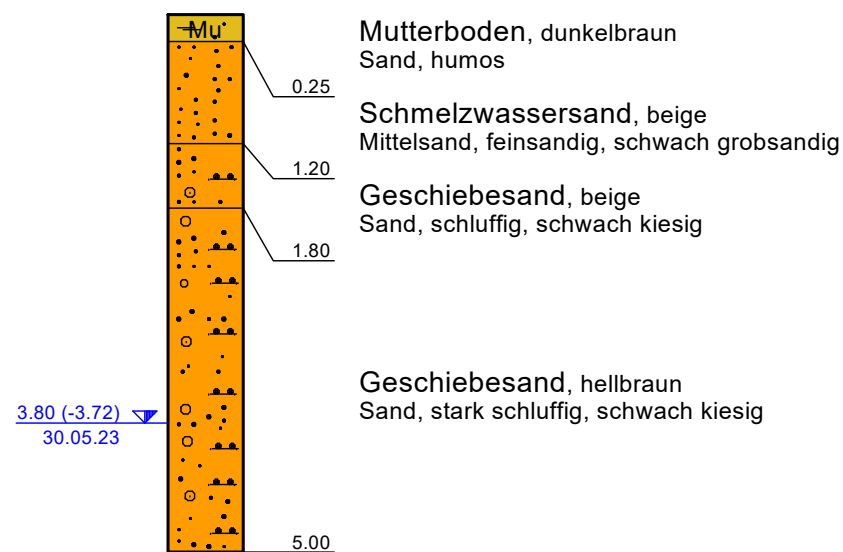 Mu
Mutterboden, dunkelbraun
Sand, humos
0.25
Schmelzwassersand, beige
Mittelsand, feinsandig, schwach grobsandig
1.20
Geschiebesand, beige
Sand, schluffig, schwach kiesig
1.80
Geschiebesand, hellbraun
Sand, stark schluffig, schwach kiesig
3.80 (-3.72)
30.05.23
5.00